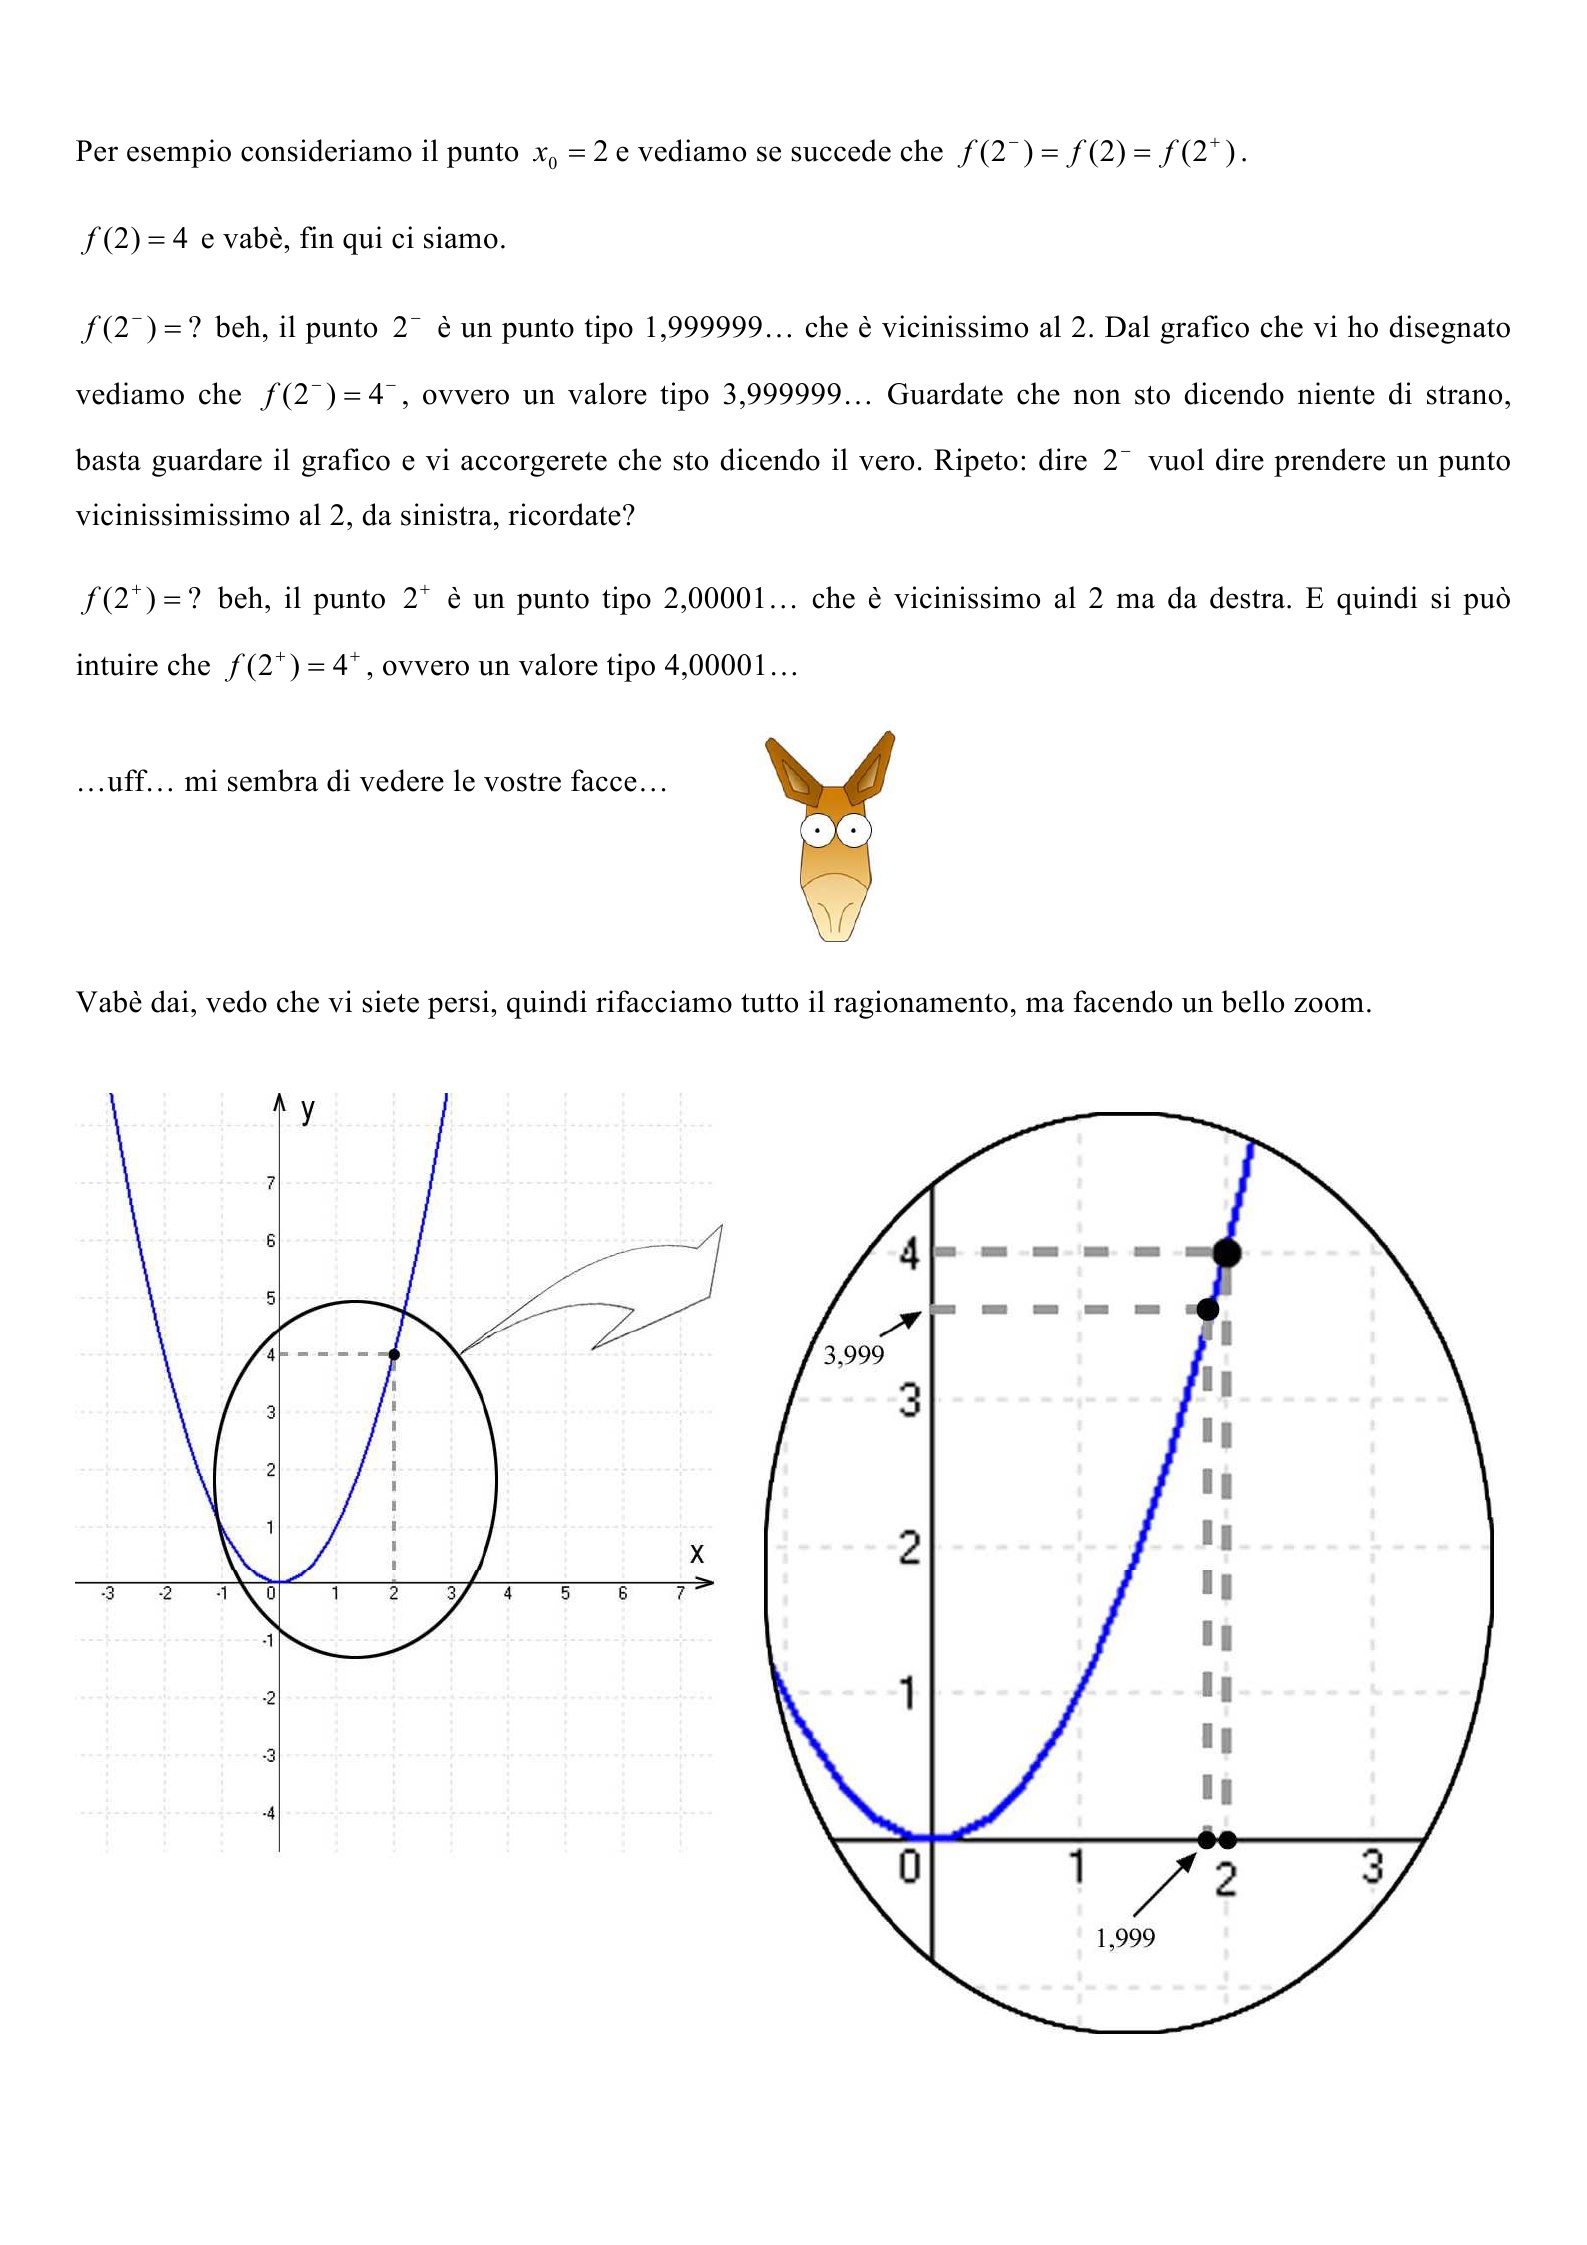 Per esempio consideriamo il punto x₀ = 2 e vediamo se succede che f(2⁻) = f(2) = f(2⁺).
f(2) = 4 e vabè, fin qui ci siamo.
f(2⁻) = ? beh, il punto 2⁻ è un punto tipo 1,999999… che è vicinissimo al 2. Dal grafico che vi ho disegnato
vediamo che f(2⁻) = 4⁻, ovvero un valore tipo 3,999999… Guardate che non sto dicendo niente di strano,
basta guardare il grafico e vi accorgerete che sto dicendo il vero. Ripeto: dire 2⁻ vuol dire prendere un punto
vicinissimissimo al 2, da sinistra, ricordate?
f(2⁺) = ? beh, il punto 2⁺ è un punto tipo 2,00001… che è vicinissimo al 2 ma da destra. E quindi si può
intuire che f(2⁺) = 4⁺, ovvero un valore tipo 4,00001…
…uff… mi sembra di vedere le vostre facce…
Vabè dai, vedo che vi siete persi, quindi rifacciamo tutto il ragionamento, ma facendo un bello zoom.
y
7
6
5
4
3
2
1
x
-3 -2 -1 0 1 2 3 4 5 6 7
-1
-2
-3
-4
4
3,999
3
2
1
0 1 2 3
1,999